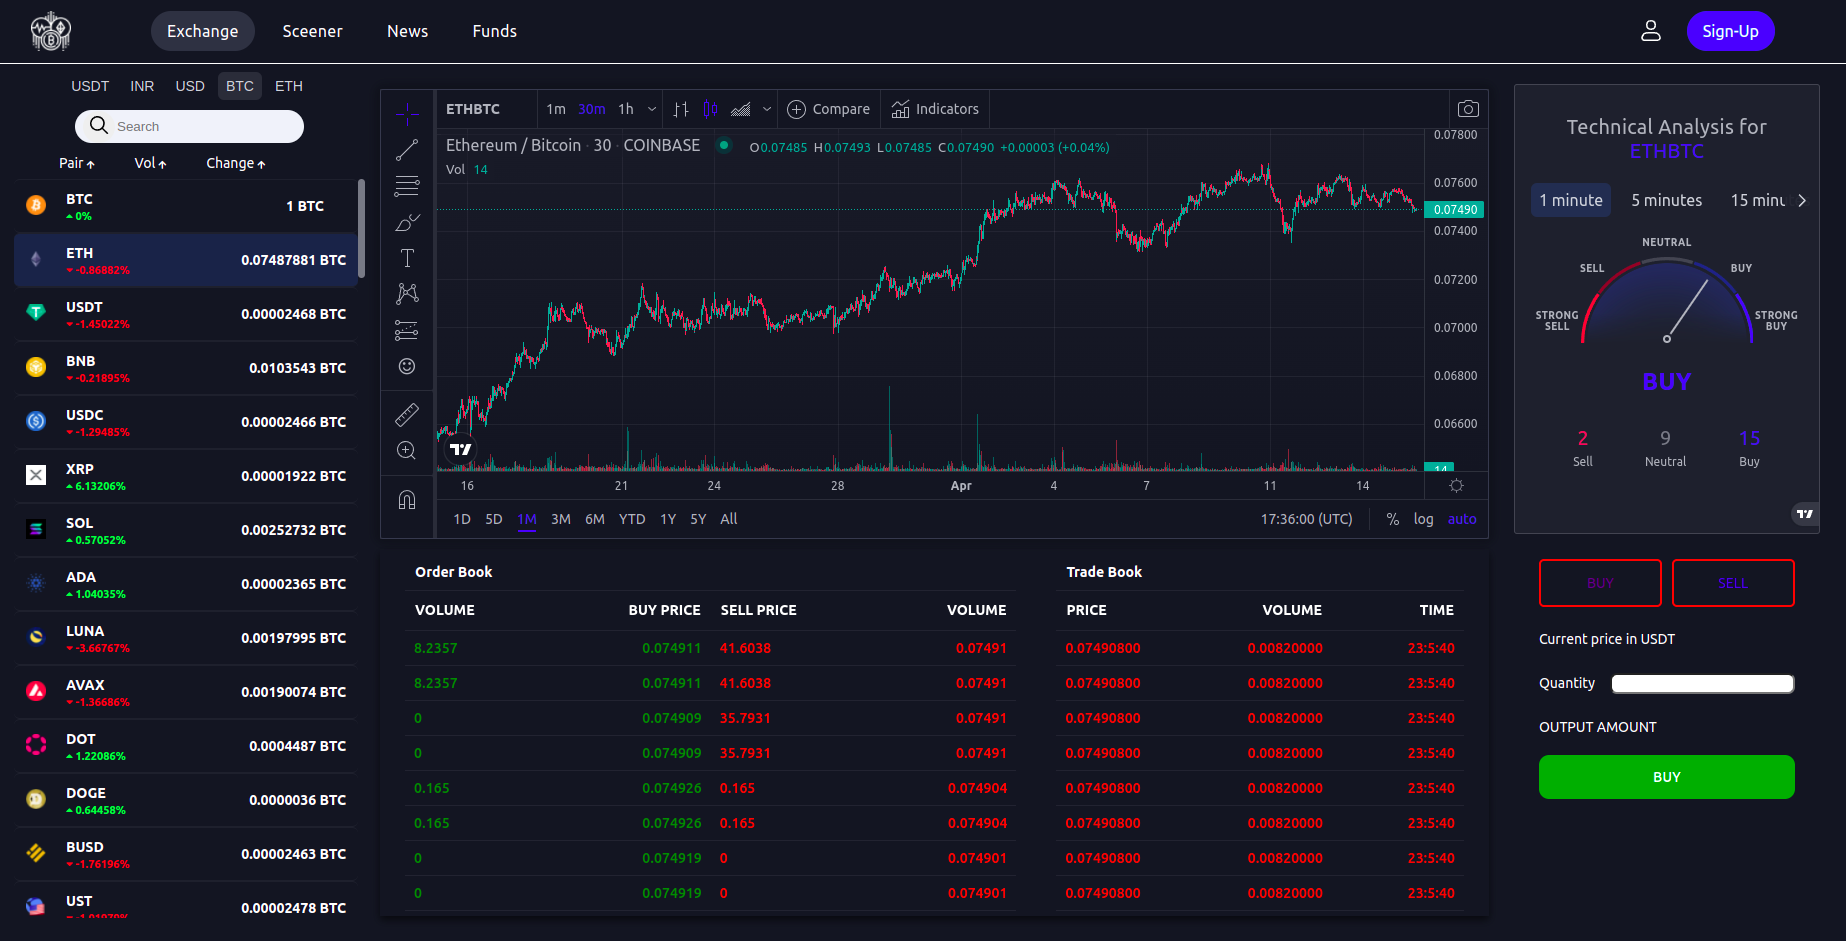 Exchange Sceener News Funds Sign-Up
USDT INR USD BTC ETH
Search
Pair Vol Change
BTC 1 BTC
0%
ETH 0.07487881 BTC
-0.86882%
USDT 0.00002468 BTC
-1.45022%
BNB 0.0103543 BTC
-0.21895%
USDC 0.00002466 BTC
-1.29485%
XRP 0.00001922 BTC
6.13206%
SOL 0.00252732 BTC
0.57052%
ADA 0.00002365 BTC
1.04035%
LUNA 0.00197995 BTC
-3.66767%
AVAX 0.00190074 BTC
-1.36686%
DOT 0.0004487 BTC
1.22086%
DOGE 0.0000036 BTC
0.64458%
BUSD 0.00002463 BTC
-1.76196%
UST 0.00002478 BTC
ETHBTC 1m 30m 1h Compare Indicators
Ethereum / Bitcoin · 30 · COINBASE O0.07485 H0.07493 L0.07485 C0.07490 +0.00003 (+0.04%)
Vol 14
0.07800
0.07600
0.07490
0.07400
0.07200
0.07000
0.06800
0.06600
14
16 21 24 28 Apr 4 7 11 14
1D 5D 1M 3M 6M YTD 1Y 5Y All 17:36:00 (UTC) % log auto
Order Book
VOLUME BUY PRICE SELL PRICE VOLUME
8.2357 0.074911 41.6038 0.07491
8.2357 0.074911 41.6038 0.07491
0 0.074909 35.7931 0.07491
0 0.074909 35.7931 0.07491
0.165 0.074926 0.165 0.074904
0.165 0.074926 0.165 0.074904
0 0.074919 0 0.074901
0 0.074919 0 0.074901
Trade Book
PRICE VOLUME TIME
0.07490800 0.00820000 23:5:40
0.07490800 0.00820000 23:5:40
0.07490800 0.00820000 23:5:40
0.07490800 0.00820000 23:5:40
0.07490800 0.00820000 23:5:40
0.07490800 0.00820000 23:5:40
0.07490800 0.00820000 23:5:40
0.07490800 0.00820000 23:5:40
Technical Analysis for
ETHBTC
1 minute 5 minutes 15 minu
NEUTRAL
SELL BUY
STRONG SELL STRONG BUY
BUY
2 9 15
Sell Neutral Buy
BUY SELL
Current price in USDT
Quantity
OUTPUT AMOUNT
BUY